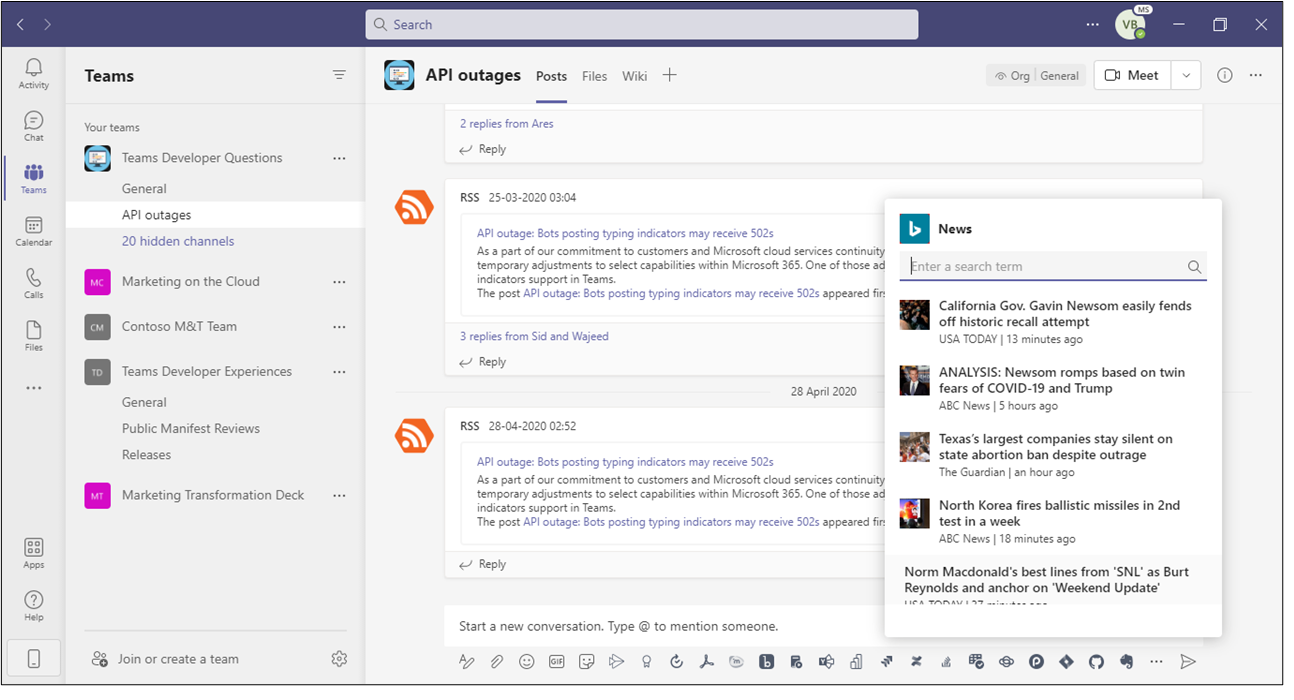 Search
MS
VB
Activity
Chat
Teams
Calendar
Calls
Files
Apps
Help
Teams
Your teams
Teams Developer Questions
General
API outages
20 hidden channels
MC
Marketing on the Cloud
CM
Contoso M&T Team
TD
Teams Developer Experiences
General
Public Manifest Reviews
Releases
MT
Marketing Transformation Deck
Join or create a team
API outages
Posts
Files
Wiki
Org
General
Meet
2 replies from Ares
Reply
RSS 25-03-2020 03:04
API outage: Bots posting typing indicators may receive 502s
As a part of our commitment to customers and Microsoft cloud services continuity
temporary adjustments to select capabilities within Microsoft 365. One of those ad
indicators support in Teams.
The post API outage: Bots posting typing indicators may receive 502s appeared firs
3 replies from Sid and Wajeed
Reply
28 April 2020
RSS 28-04-2020 02:52
API outage: Bots posting typing indicators may receive 502s
As a part of our commitment to customers and Microsoft cloud services continuity
temporary adjustments to select capabilities within Microsoft 365. One of those ad
indicators support in Teams.
The post API outage: Bots posting typing indicators may receive 502s appeared firs
Reply
Start a new conversation. Type @ to mention someone.
GIF
News
Enter a search term
California Gov. Gavin Newsom easily fends
off historic recall attempt
USA TODAY | 13 minutes ago
ANALYSIS: Newsom romps based on twin
fears of COVID-19 and Trump
ABC News | 5 hours ago
Texas's largest companies stay silent on
state abortion ban despite outrage
The Guardian | an hour ago
North Korea fires ballistic missiles in 2nd
test in a week
ABC News | 18 minutes ago
Norm Macdonald's best lines from 'SNL' as Burt
Reynolds and anchor on 'Weekend Update'
USA TODAY | 27 minutes ago